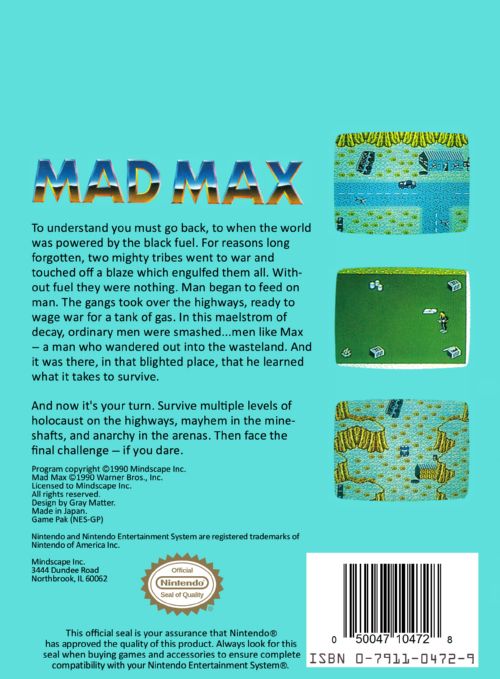 MAD MAX
To understand you must go back, to when the world
was powered by the black fuel. For reasons long
forgotten, two mighty tribes went to war and
touched off a blaze which engulfed them all. With-
out fuel they were nothing. Man began to feed on
man. The gangs took over the highways, ready to
wage war for a tank of gas. In this maelstrom of
decay, ordinary men were smashed...men like Max
– a man who wandered out into the wasteland. And
it was there, in that blighted place, that he learned
what it takes to survive.
And now it's your turn. Survive multiple levels of
holocaust on the highways, mayhem in the mine-
shafts, and anarchy in the arenas. Then face the
final challenge – if you dare.
Program copyright ©1990 Mindscape Inc.
Mad Max ©1990 Warner Bros., Inc.
Licensed to Mindscape Inc.
All rights reserved.
Design by Gray Matter.
Made in Japan.
Game Pak (NES-GP)
Nintendo and Nintendo Entertainment System are registered trademarks of
Nintendo of America Inc.
Mindscape Inc.
3444 Dundee Road
Northbrook, IL 60062
Official
Nintendo
Seal of Quality
This official seal is your assurance that Nintendo®
has approved the quality of this product. Always look for this
seal when buying games and accessories to ensure complete
compatibility with your Nintendo Entertainment System®.
0 50047 10472 8
ISBN 0-7911-0472-9